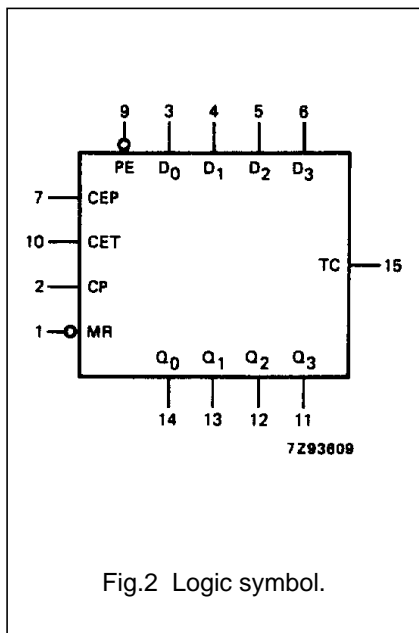 9 3 4 5 6
PE D0 D1 D2 D3
7 CEP
10 CET
TC 15
2 CP
1 MR
Q0 Q1 Q2 Q3
14 13 12 11
7Z93609
Fig.2 Logic symbol.